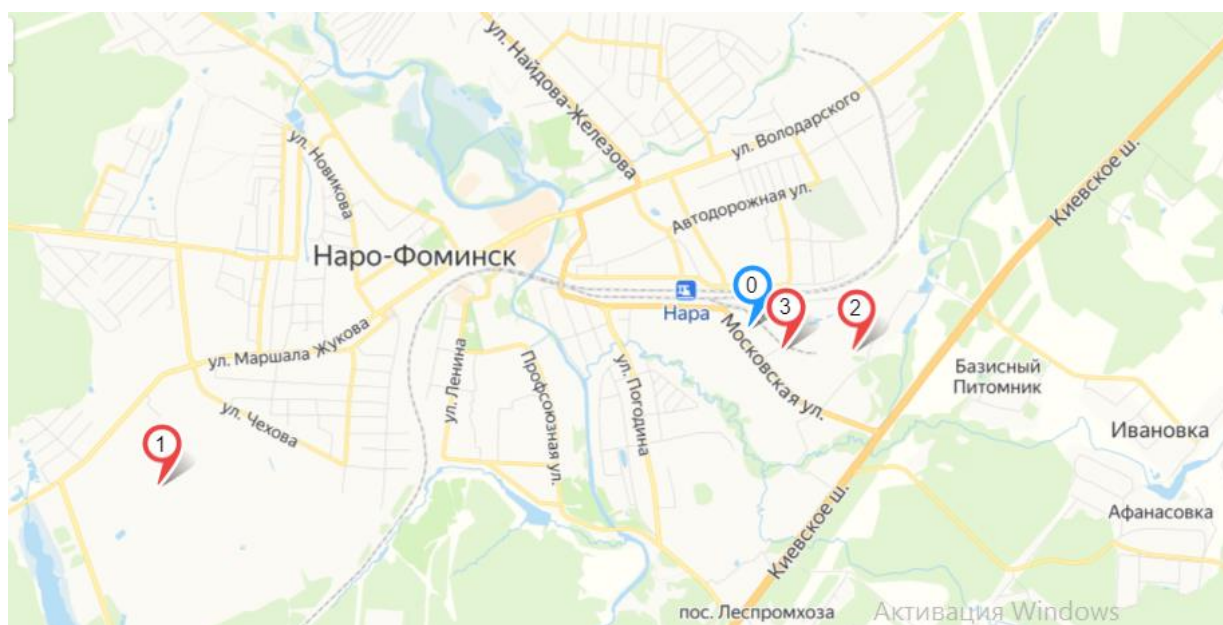 ул. Найдова-Железова
ул. Володарского
ул. Новикова
Автодорожная ул.
Киевское ш.
Наро-Фоминск
0
Нара
3
2
Московская ул.
ул. Маршала Жукова
ул. Ленина
Профсоюзная ул.
ул. Погодина
Базисный
Питомник
ул. Чехова
1
Ивановка
Киевское ш.
Афанасовка
пос. Леспромхоза
Активация Windows